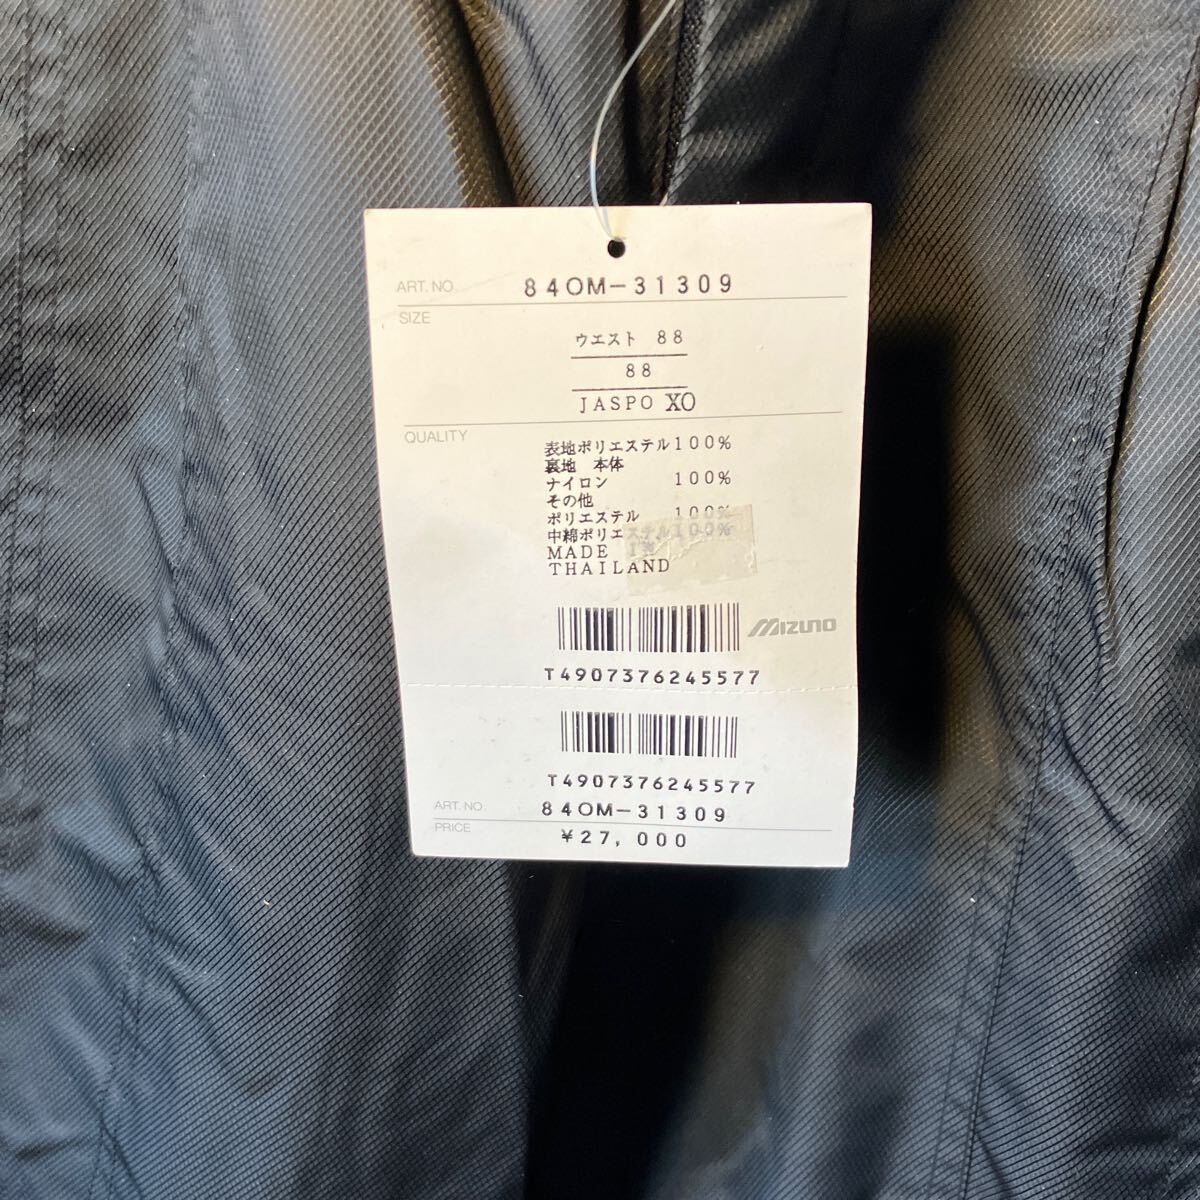 ART. NO. 84OM-31309
SIZE
ウエスト 88
88
JASPO XO
QUALITY
表地ポリエステル100%
裏地 本体
ナイロン 100%
その他
ポリエステル 100%
中綿ポリエステル100%
MADE IN
THAILAND
MIZUNO
T4907376245577
T4907376245577
ART. NO. 84OM-31309
PRICE ¥27,000